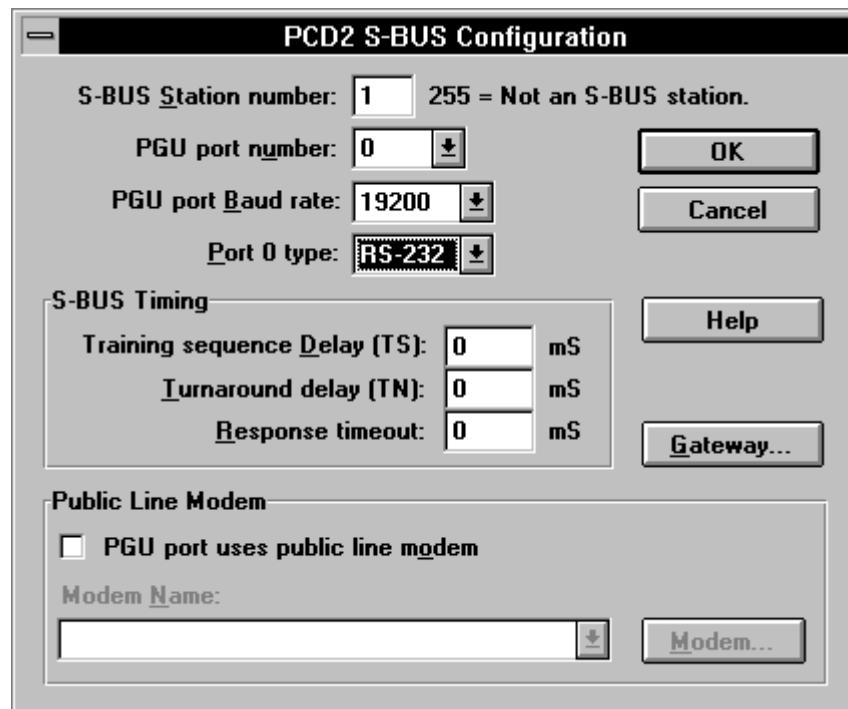 PCD2 S-BUS Configuration
S-BUS Station number: 1 255 = Not an S-BUS station.
PGU port number: 0
OK
PGU port Baud rate: 19200
Cancel
Port 0 type: RS-232
S-BUS Timing
Help
Training sequence Delay (TS): 0 mS
Turnaround delay (TN): 0 mS
Response timeout: 0 mS
Gateway...
Public Line Modem
PGU port uses public line modem
Modem Name:
Modem...